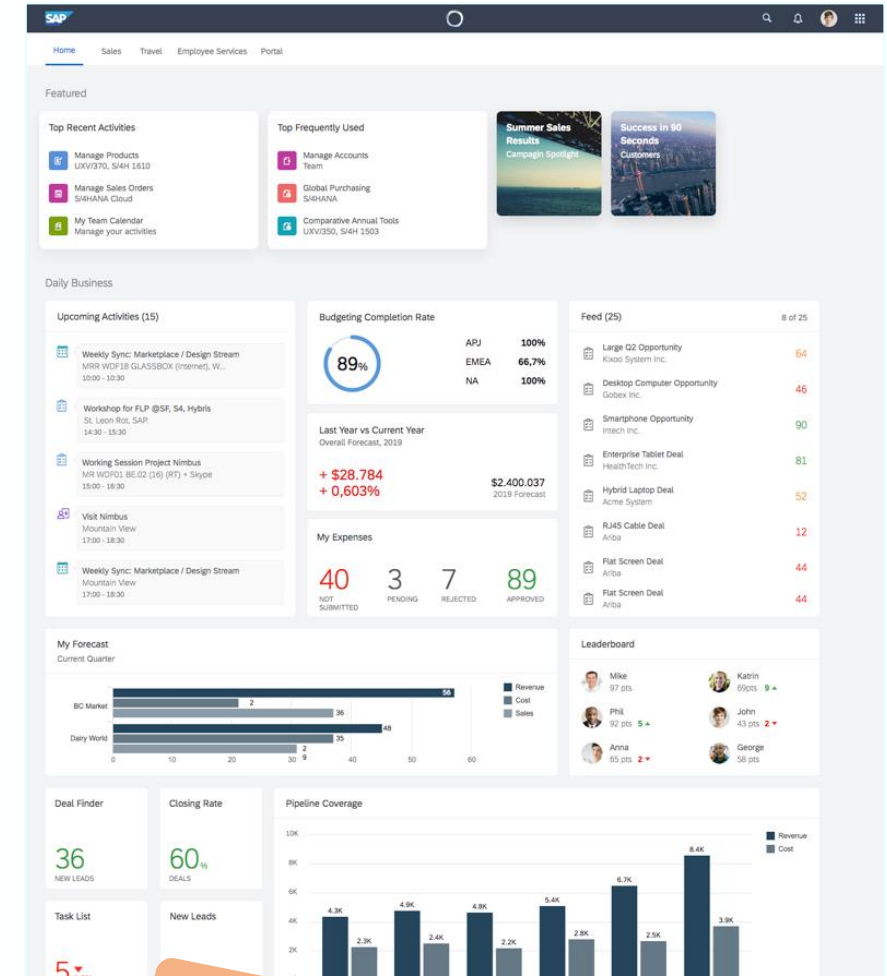 SAP
Home Sales Travel Employee Services Portal
Featured
Top Recent Activities
Manage Products
UXV/370, S/4H 1610
Manage Sales Orders
S/4HANA Cloud
My Team Calendar
Manage your activities
Top Frequently Used
Manage Accounts
Team
Global Purchasing
S/4HANA
Comparative Annual Tools
UXV/350, S/4H 1503
Summer Sales
Results
Campagin Spotlight
Success in 90
Seconds
Customers
Daily Business
Upcoming Activities (15)
Weekly Sync: Marketplace / Design Stream
MRR WDF18 GLASSBOX (internet), W...
10:00 - 10:30
Workshop for FLP @SF, S4, Hybris
St. Leon Rot, SAP.
14:30 - 15:30
Working Session Project Nimbus
MR WDF01 BE.02 (16) (RT) + Skype
15:00 - 16:30
Visit Nimbus
Mountain View
17:00 - 18:30
Weekly Sync: Marketplace / Design Stream
Mountain View
17:00 - 18:30
Budgeting Completion Rate
89%
APJ 100%
EMEA 66,7%
NA 100%
Last Year vs Current Year
Overall Forecast, 2019
+ $28.784
+ 0,603%
$2.400.037
2019 Forecast
My Expenses
40 3 7 89
NOT SUBMITTED PENDING REJECTED APPROVED
Feed (25) 8 of 25
Large Q2 Opportunity
Kixoo System Inc.
64
Desktop Computer Opportunity
Gobex Inc.
46
Smartphone Opportunity
Intech Inc.
90
Enterprise Tablet Deal
HealthTech Inc.
81
Hybrid Laptop Deal
Acme System
52
RJ45 Cable Deal
Ariba
12
Flat Screen Deal
Ariba
44
Flat Screen Deal
Ariba
44
My Forecast
Current Quarter
BC Market
56
2
36
Dairy World
48
35
2
9
0 10 20 30 40 50 60
Revenue
Cost
Sales
Leaderboard
Mike
97 pts
Katrin
69pts 9
Phil
92 pts 5
John
43 pts 2
Anna
65 pts 2
George
58 pts
Deal Finder
36
NEW LEADS
Closing Rate
60%
DEALS
Task List
5
New Leads
Pipeline Coverage
10K
8K
6K
4K
2K
4.3K 2.3K
4.9K 2.4K
4.8K 2.2K
5.4K 2.8K
6.7K 2.5K
8.4K 3.9K
Revenue
Cost